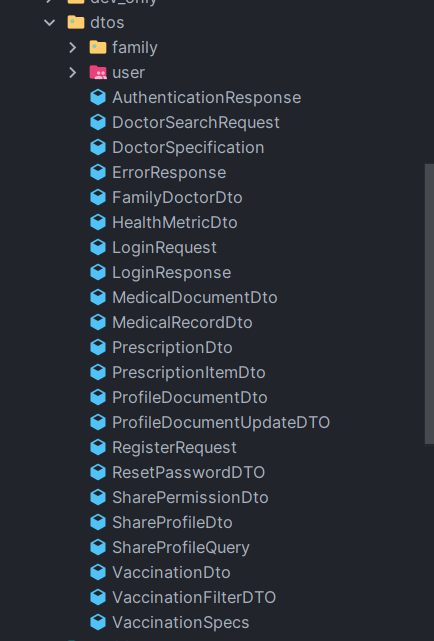 dev_only
dtos
family
user
AuthenticationResponse
DoctorSearchRequest
DoctorSpecification
ErrorResponse
FamilyDoctorDto
HealthMetricDto
LoginRequest
LoginResponse
MedicalDocumentDto
MedicalRecordDto
PrescriptionDto
PrescriptionItemDto
ProfileDocumentDto
ProfileDocumentUpdateDTO
RegisterRequest
ResetPasswordDTO
SharePermissionDto
ShareProfileDto
ShareProfileQuery
VaccinationDto
VaccinationFilterDTO
VaccinationSpecs